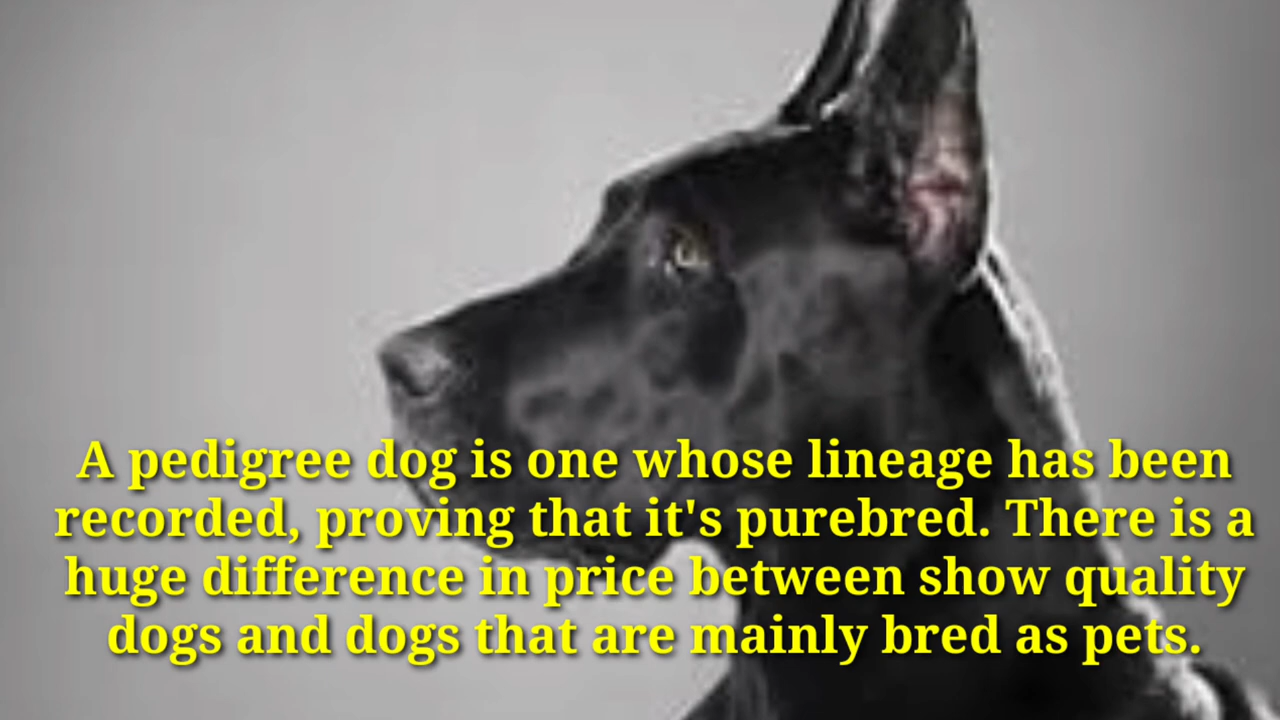 A pedigree dog is one whose lineage has been
recorded, proving that it's purebred. There is a
huge difference in price between show quality
dogs and dogs that are mainly bred as pets.